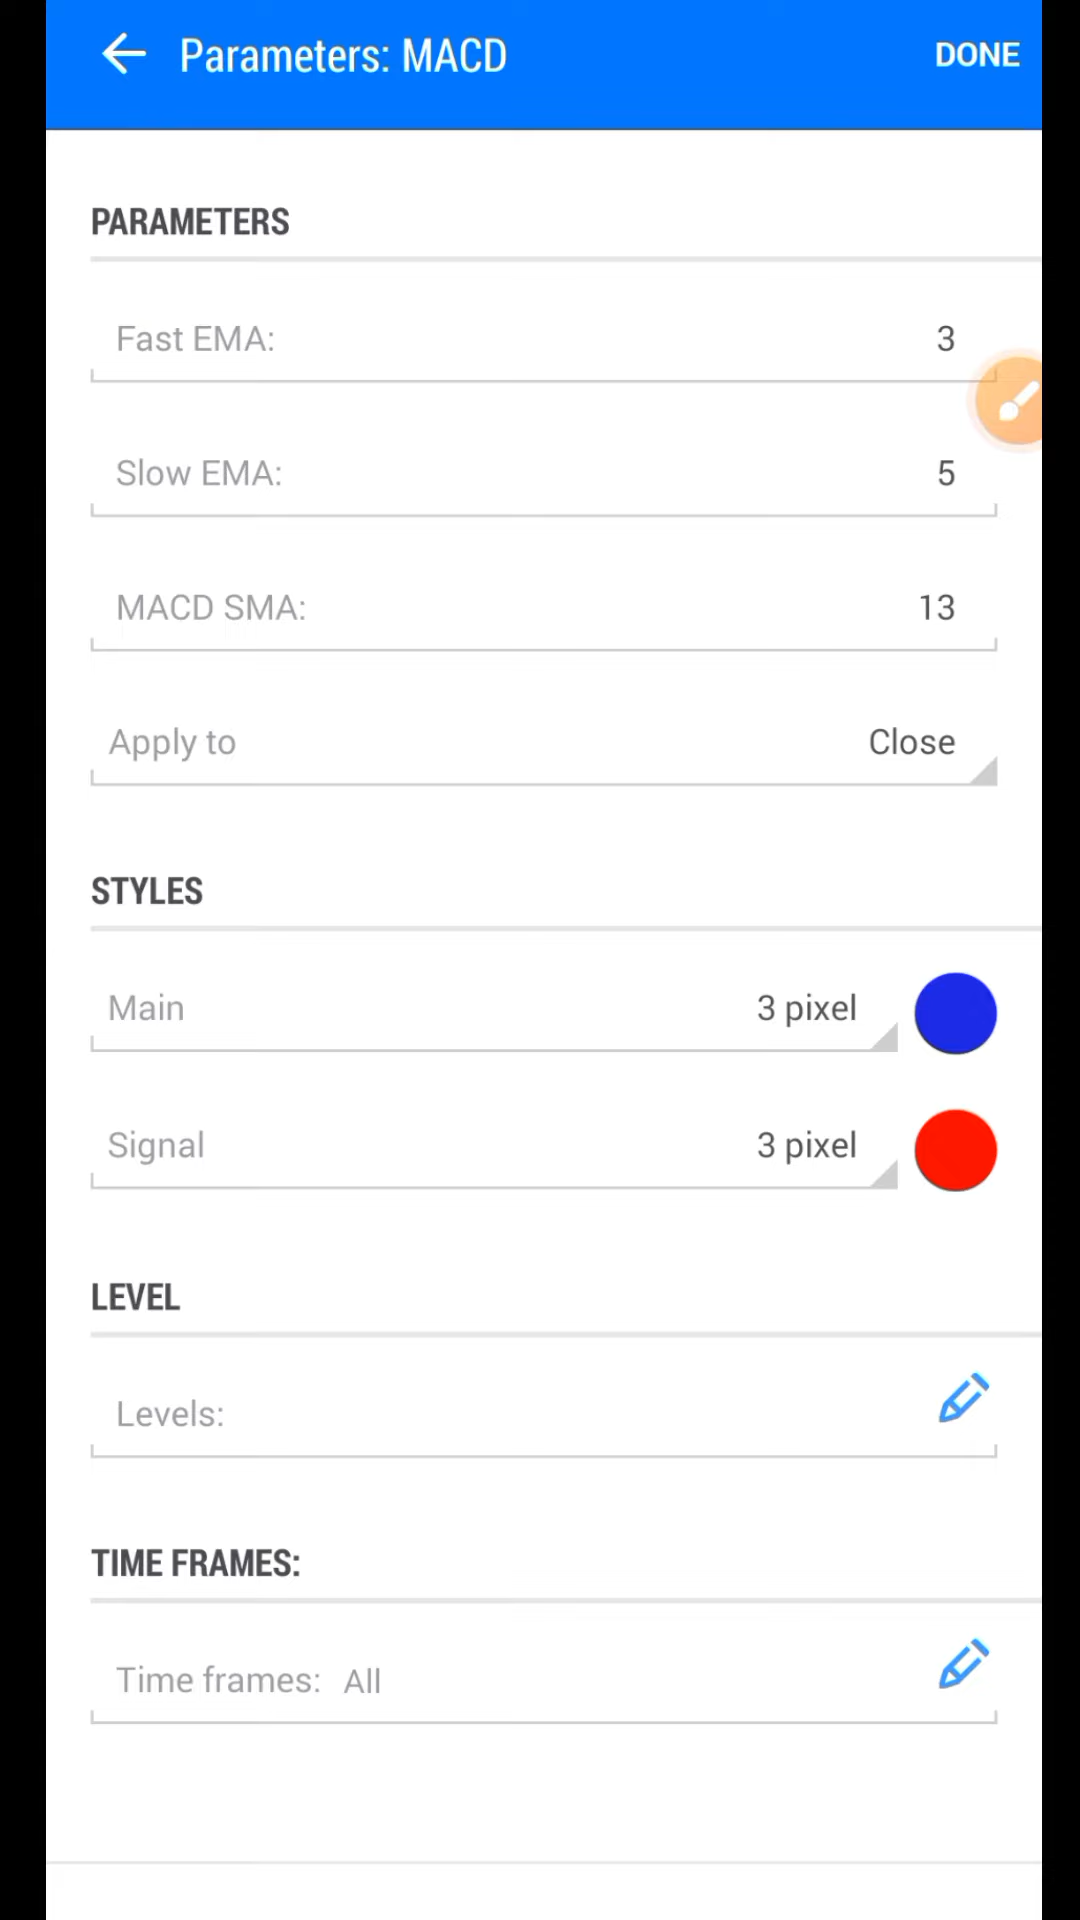 Parameters: MACD DONE
PARAMETERS
Fast EMA: 3
Slow EMA: 5
MACD SMA: 13
Apply to Close
STYLES
Main 3 pixel
Signal 3 pixel
LEVEL
Levels:
TIME FRAMES:
Time frames: All